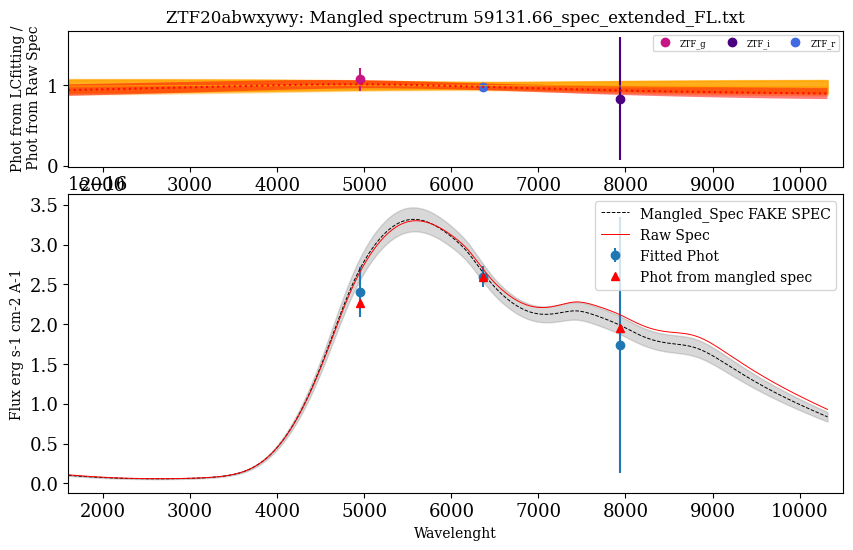 ZTF20abwxywy: Mangled spectrum 59131.66_spec_extended_FL.txt
Phot from LCfitting /
Phot from Raw Spec
1
0
ZTF_g ZTF_i ZTF_r
2000 3000 4000 5000 6000 7000 8000 9000 10000
1e−16
Flux erg s-1 cm-2 A-1
3.5
3.0
2.5
2.0
1.5
1.0
0.5
0.0
Mangled_Spec FAKE SPEC
Raw Spec
Fitted Phot
Phot from mangled spec
2000 3000 4000 5000 6000 7000 8000 9000 10000
Wavelenght